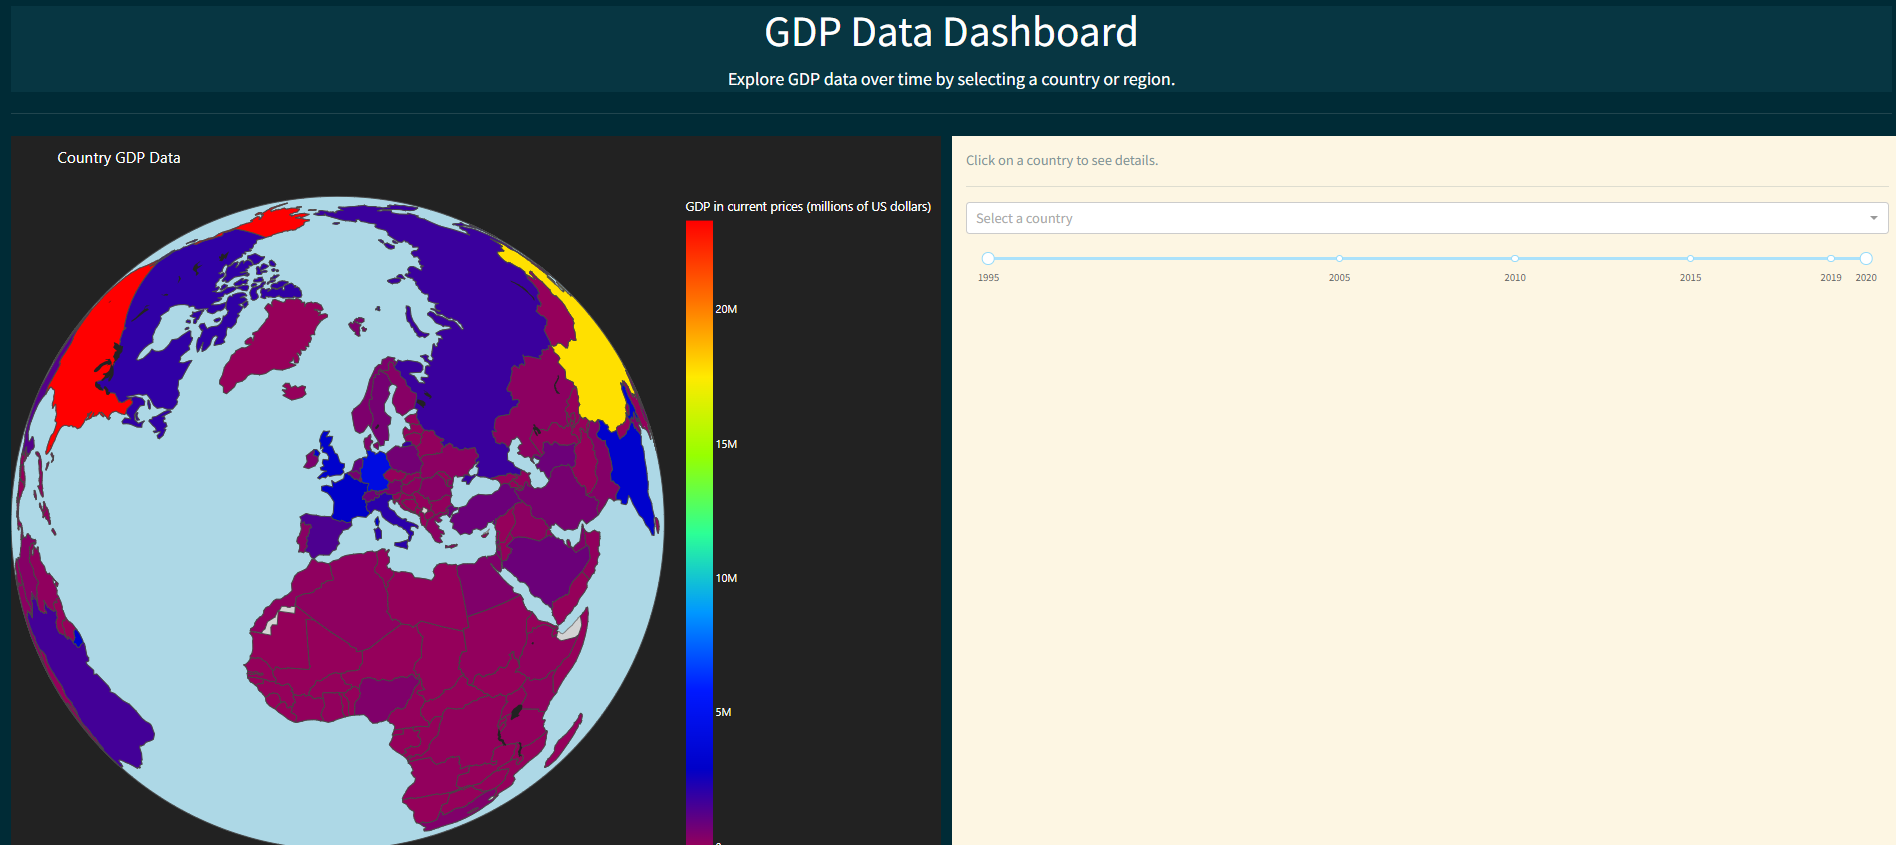 GDP Data Dashboard
Explore GDP data over time by selecting a country or region.
Country GDP Data
GDP in current prices (millions of US dollars)
20M
15M
10M
5M
Click on a country to see details.
Select a country
1995 2005 2010 2015 2019 2020